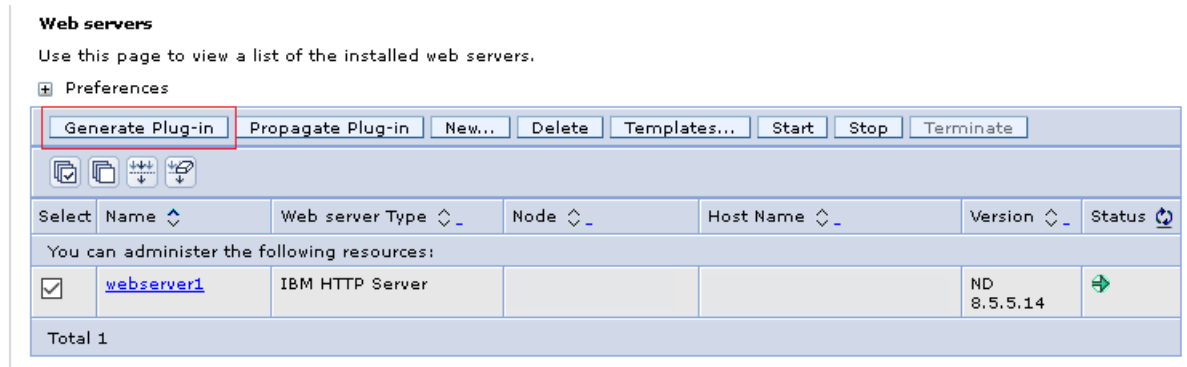 Web servers
Use this page to view a list of the installed web servers.
Preferences
Generate Plug-in Propagate Plug-in New... Delete Templates... Start Stop Terminate
Select Name Web server Type Node Host Name Version Status
You can administer the following resources:
webserver1 IBM HTTP Server ND
8.5.5.14
Total 1